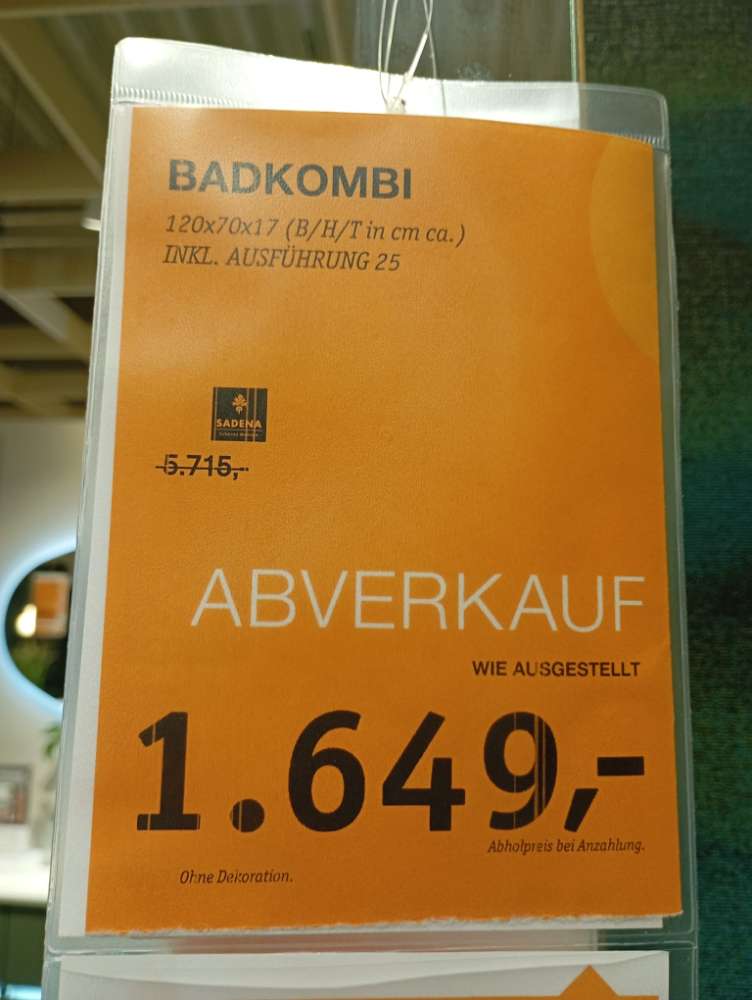 BADKOMBI
120x70x17 (B/H/T in cm ca.)
INKL. AUSFÜHRUNG 25
SADENA
5.715,-
ABVERKAUF
WIE AUSGESTELLT
1.649,-
Abholpreis bei Anzahlung.
Ohne Dekoration.